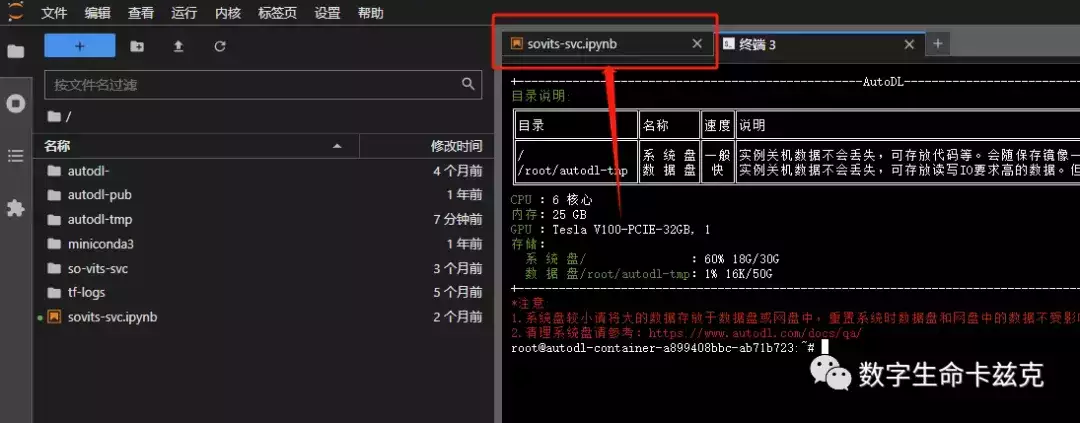 文件 编辑 查看 运行 内核 标签页 设置 帮助
sovits-svc.ipynb
终端 3
按文件名过滤
/
名称 修改时间
autodl- 4 个月前
autodl-pub 1 年前
autodl-tmp 7 分钟前
miniconda3 1 年前
so-vits-svc 3 个月前
tf-logs 5 个月前
sovits-svc.ipynb 2 个月前
AutoDL
目录说明:
目录 名称 速度 说明
/ 系 统 盘 一般 实例关机数据不会丢失，可存放代码等。会随保存镜像一
/root/autodl-tmp 数 据 盘 快 实例关机数据不会丢失，可存放读写IO要求高的数据。但
CPU : 6 核心
内存: 25 GB
GPU : Tesla V100-PCIE-32GB, 1
存储:
系 统 盘/ : 60% 18G/30G
数 据 盘/root/autodl-tmp: 1% 16K/50G
*注意
1.系统盘较小请将大的数据存放于数据盘或网盘中，重置系统时数据盘和网盘中的数据不受影
2.清理系统盘请参考: https://www.autodl.com/docs/qa/
root@autodl-container-a899408bbc-ab71b723:~#
数字生命卡兹克